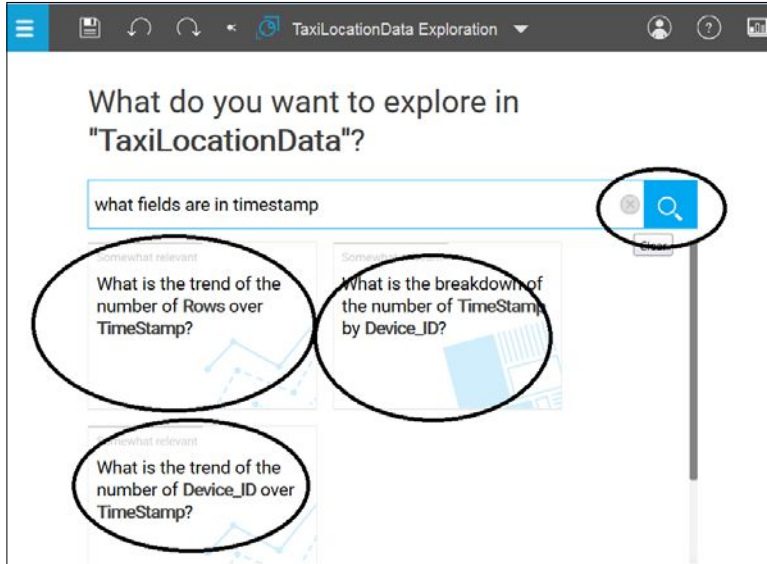 TaxiLocationData Exploration
What do you want to explore in
"TaxiLocationData"?
what fields are in timestamp
Clear
Somewhat relevant
What is the trend of the
number of Rows over
TimeStamp?
Somewhat
What is the breakdown of
the number of TimeStamp
by Device_ID?
Somewhat relevant
What is the trend of the
number of Device_ID over
TimeStamp?